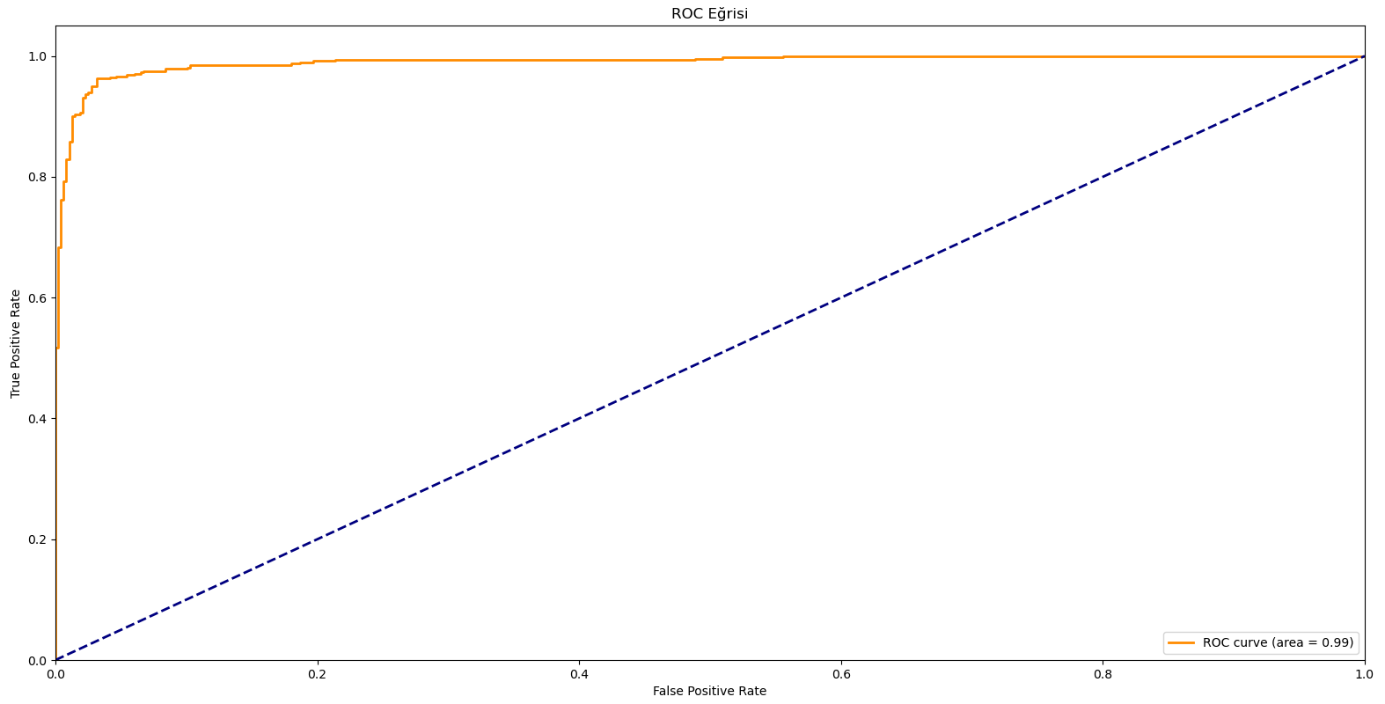 ROC Eğrisi
True Positive Rate
1.0
0.8
0.6
0.4
0.2
0.0
0.0 0.2 0.4 0.6 0.8 1.0
False Positive Rate
ROC curve (area = 0.99)